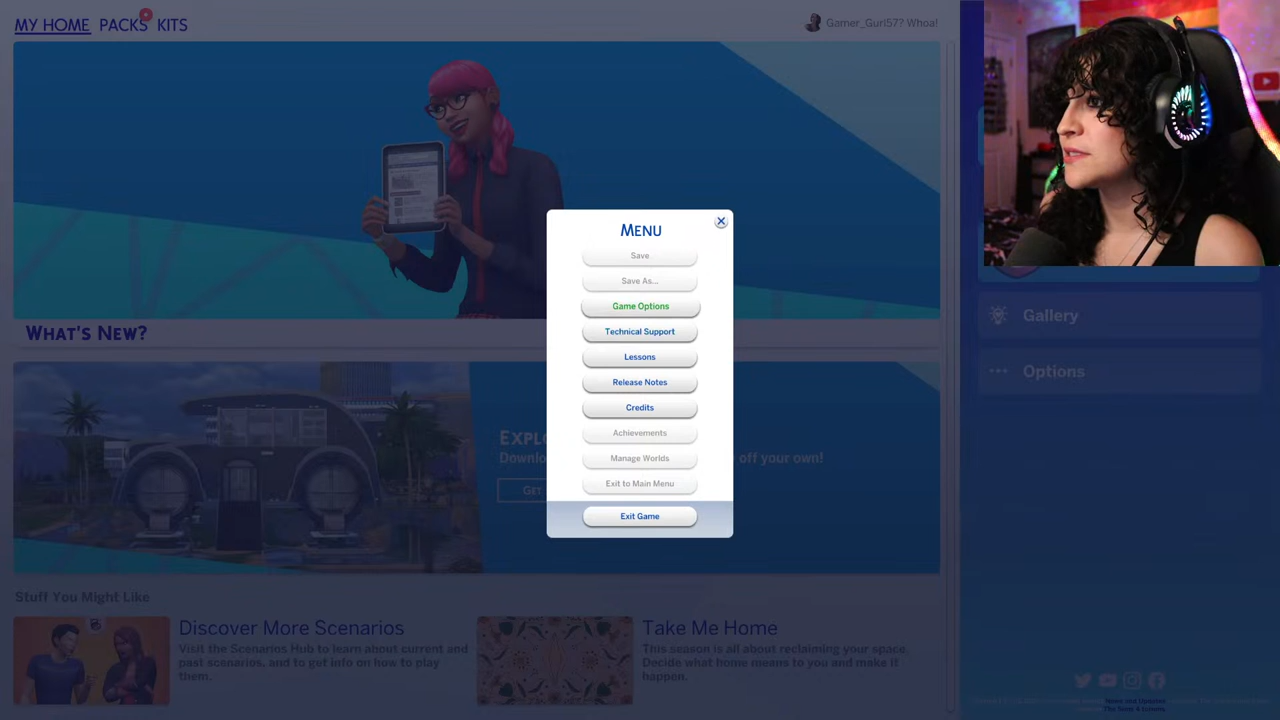 MY HOME PACKS KITS
Gamer_Gurl57? Whoa!
WHAT'S NEW?
MENU
Save
Save As...
Game Options
Technical Support
Lessons
Release Notes
Credits
Achievements
Manage Worlds
Exit to Main Menu
Exit Game
Gallery
Options
EXPLO
Downlo off your own!
GET
Stuff You Might Like
Discover More Scenarios
Visit the Scenarios Hub to learn about current and
past scenarios, and to get info on how to play
them.
Take Me Home
This season is all about reclaiming your space.
Decide what home means to you and make it
happen.